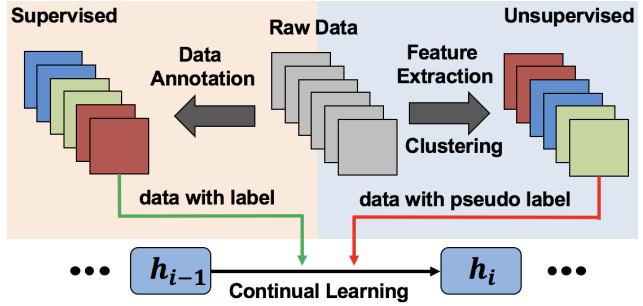 Supervised
Raw Data
Unsupervised
Data
Annotation
Feature
Extraction
Clustering
data with label
data with pseudo label
••• h_{i−1} h_i •••
Continual Learning